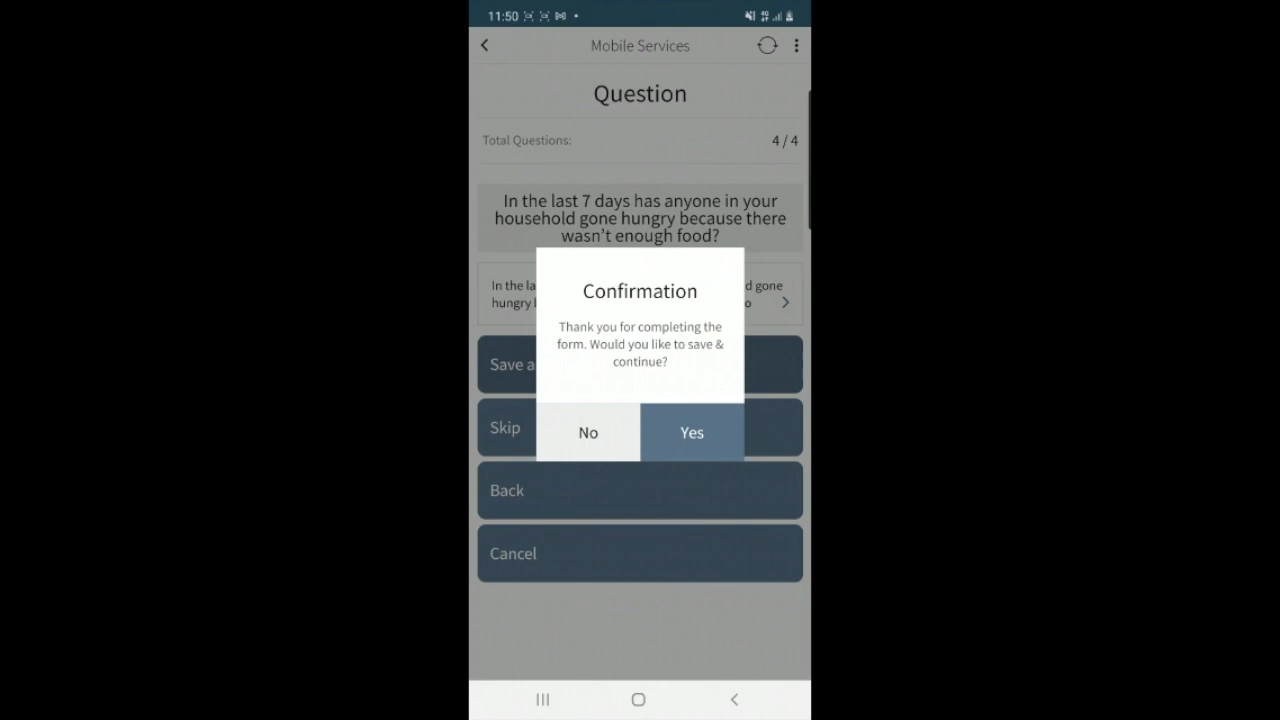 11:50
Mobile Services
Question
Total Questions:
4 / 4
In the last 7 days has anyone in your
household gone hungry because there
wasn't enough food?
In the la
d gone
hungry
o
Confirmation
Thank you for completing the
form. Would you like to save &
continue?
No
Yes
Save a
Skip
Back
Cancel